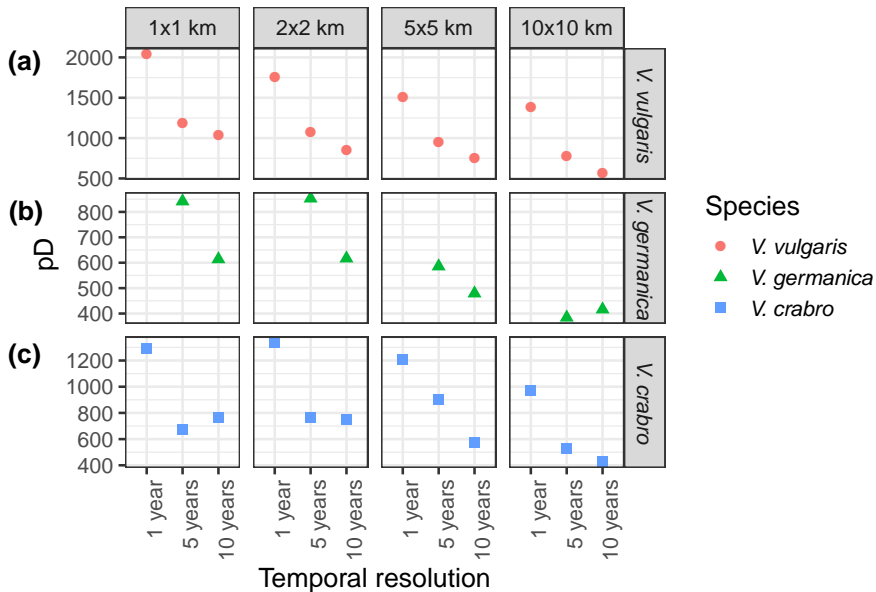 1x1 km 2x2 km 5x5 km 10x10 km
(a)
2000
1500
1000
500
V. vulgaris
(b)
800
700
600
500
400
V. germanica
pD
(c)
1200
1000
800
600
400
V. crabro
1 year 5 years 10 years 1 year 5 years 10 years 1 year 5 years 10 years 1 year 5 years 10 years
Temporal resolution
Species
V. vulgaris
V. germanica
V. crabro